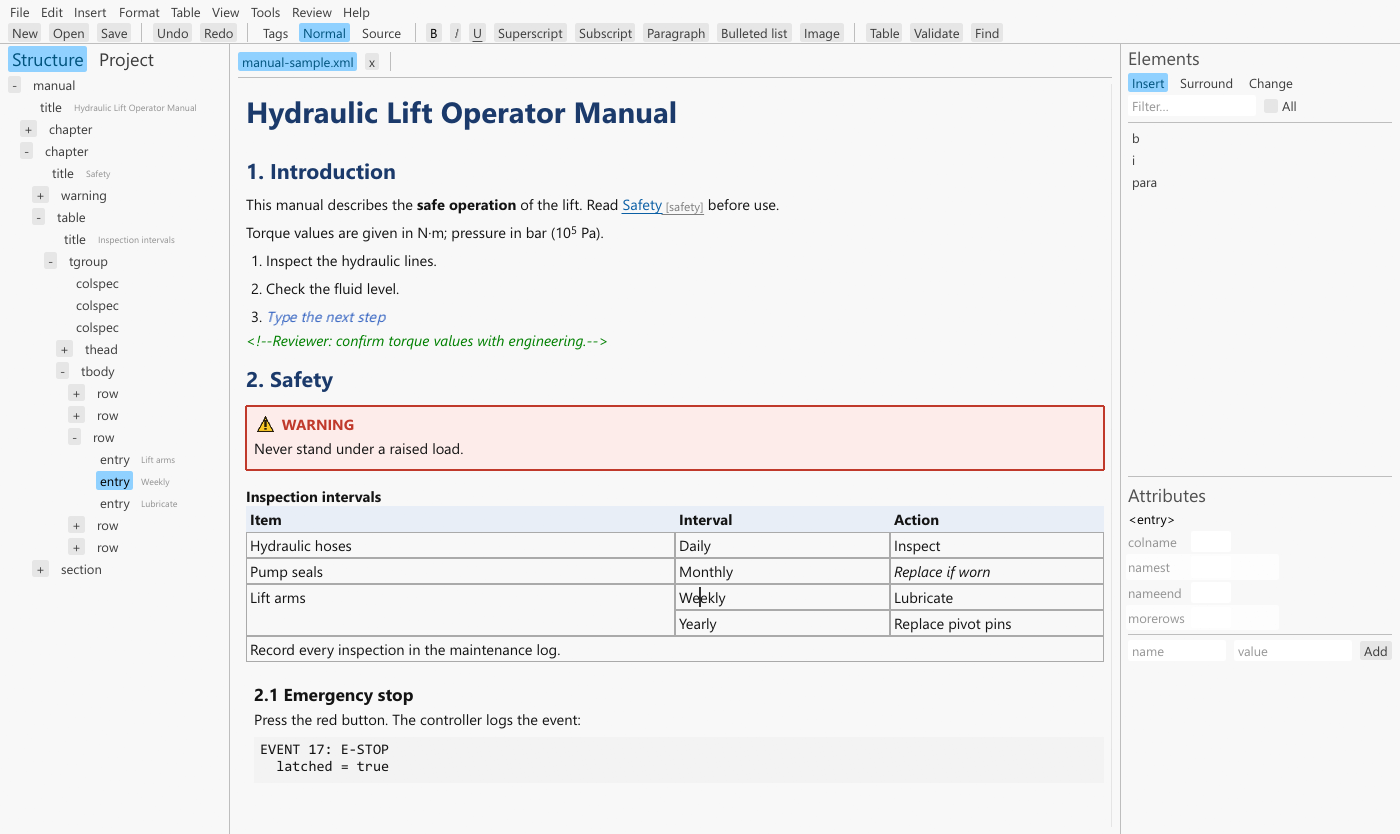 File Edit Insert Format Table View Tools Review Help
New Open Save Undo Redo Tags Normal Source B I U Superscript Subscript Paragraph Bulleted list Image Table Validate Find
Structure Project
- manual
title Hydraulic Lift Operator Manual
+ chapter
- chapter
title Safety
+ warning
- table
title Inspection intervals
- tgroup
colspec
colspec
colspec
+ thead
- tbody
+ row
+ row
- row
entry Lift arms
entry Weekly
entry Lubricate
+ row
+ row
+ section
manual-sample.xml x
Hydraulic Lift Operator Manual
1. Introduction
This manual describes the safe operation of the lift. Read Safety [safety] before use.
Torque values are given in N·m; pressure in bar (10⁵ Pa).
1. Inspect the hydraulic lines.
2. Check the fluid level.
3. Type the next step
<!--Reviewer: confirm torque values with engineering.-->
2. Safety
WARNING
Never stand under a raised load.
Inspection intervals
Item Interval Action
Hydraulic hoses Daily Inspect
Pump seals Monthly Replace if worn
Lift arms Weekly Lubricate
Yearly Replace pivot pins
Record every inspection in the maintenance log.
2.1 Emergency stop
Press the red button. The controller logs the event:
EVENT 17: E-STOP
latched = true
Elements
Insert Surround Change
Filter... All
b
i
para
Attributes
<entry>
colname
namest
nameend
morerows
name value Add